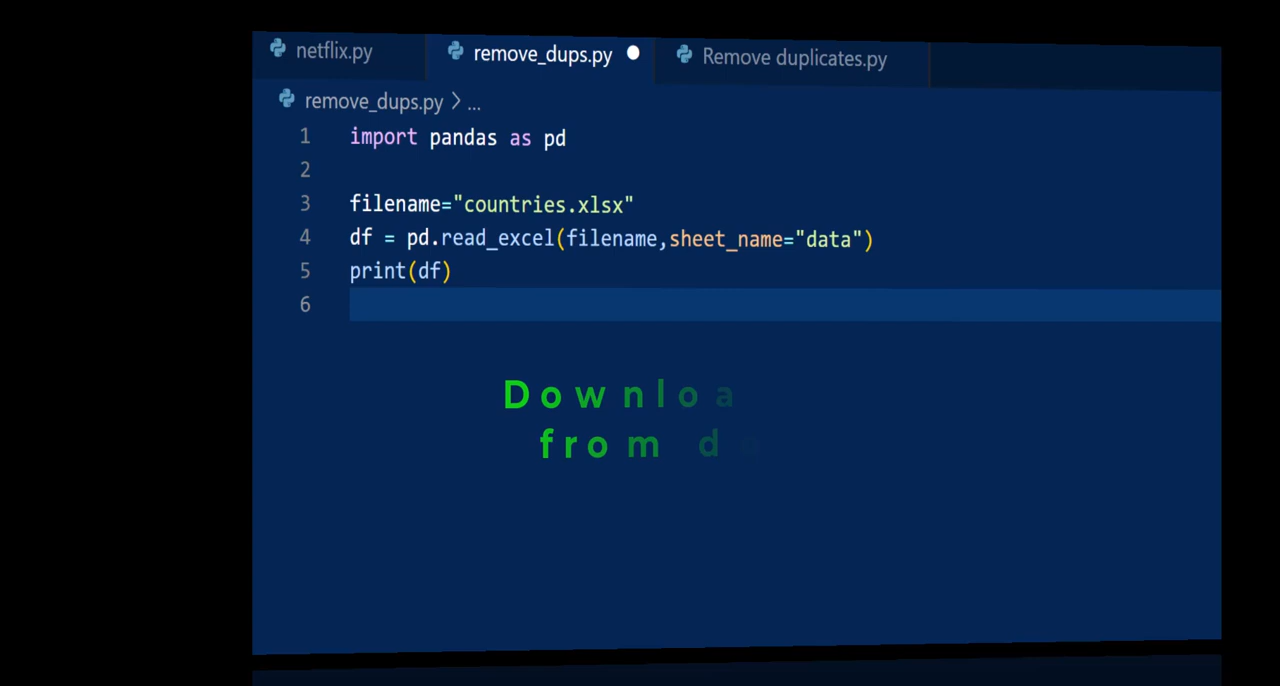 netflix.py
remove_dups.py
Remove duplicates.py
remove_dups.py > ...
1 import pandas as pd
2
3 filename="countries.xlsx"
4 df = pd.read_excel(filename,sheet_name="data")
5 print(df)
6
Downloa
from d